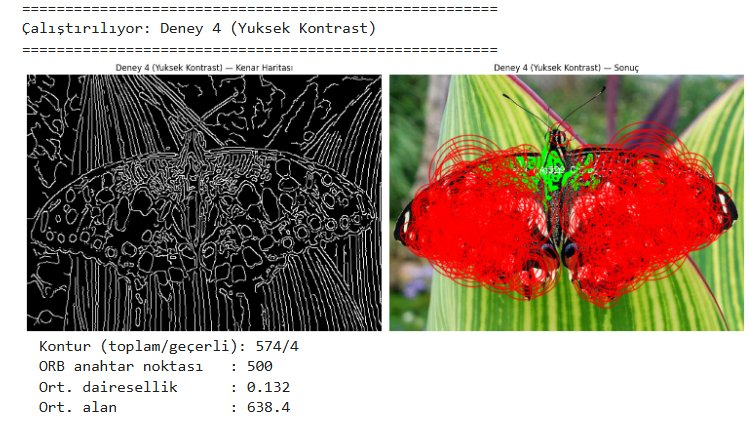 =======================================================
Çalıştırılıyor: Deney 4 (Yuksek Kontrast)
=======================================================
Deney 4 (Yuksek Kontrast) — Kenar Haritası
Deney 4 (Yuksek Kontrast) — Sonuç
Kontur (toplam/geçerli): 574/4
ORB anahtar noktası : 500
Ort. dairesellik : 0.132
Ort. alan : 638.4